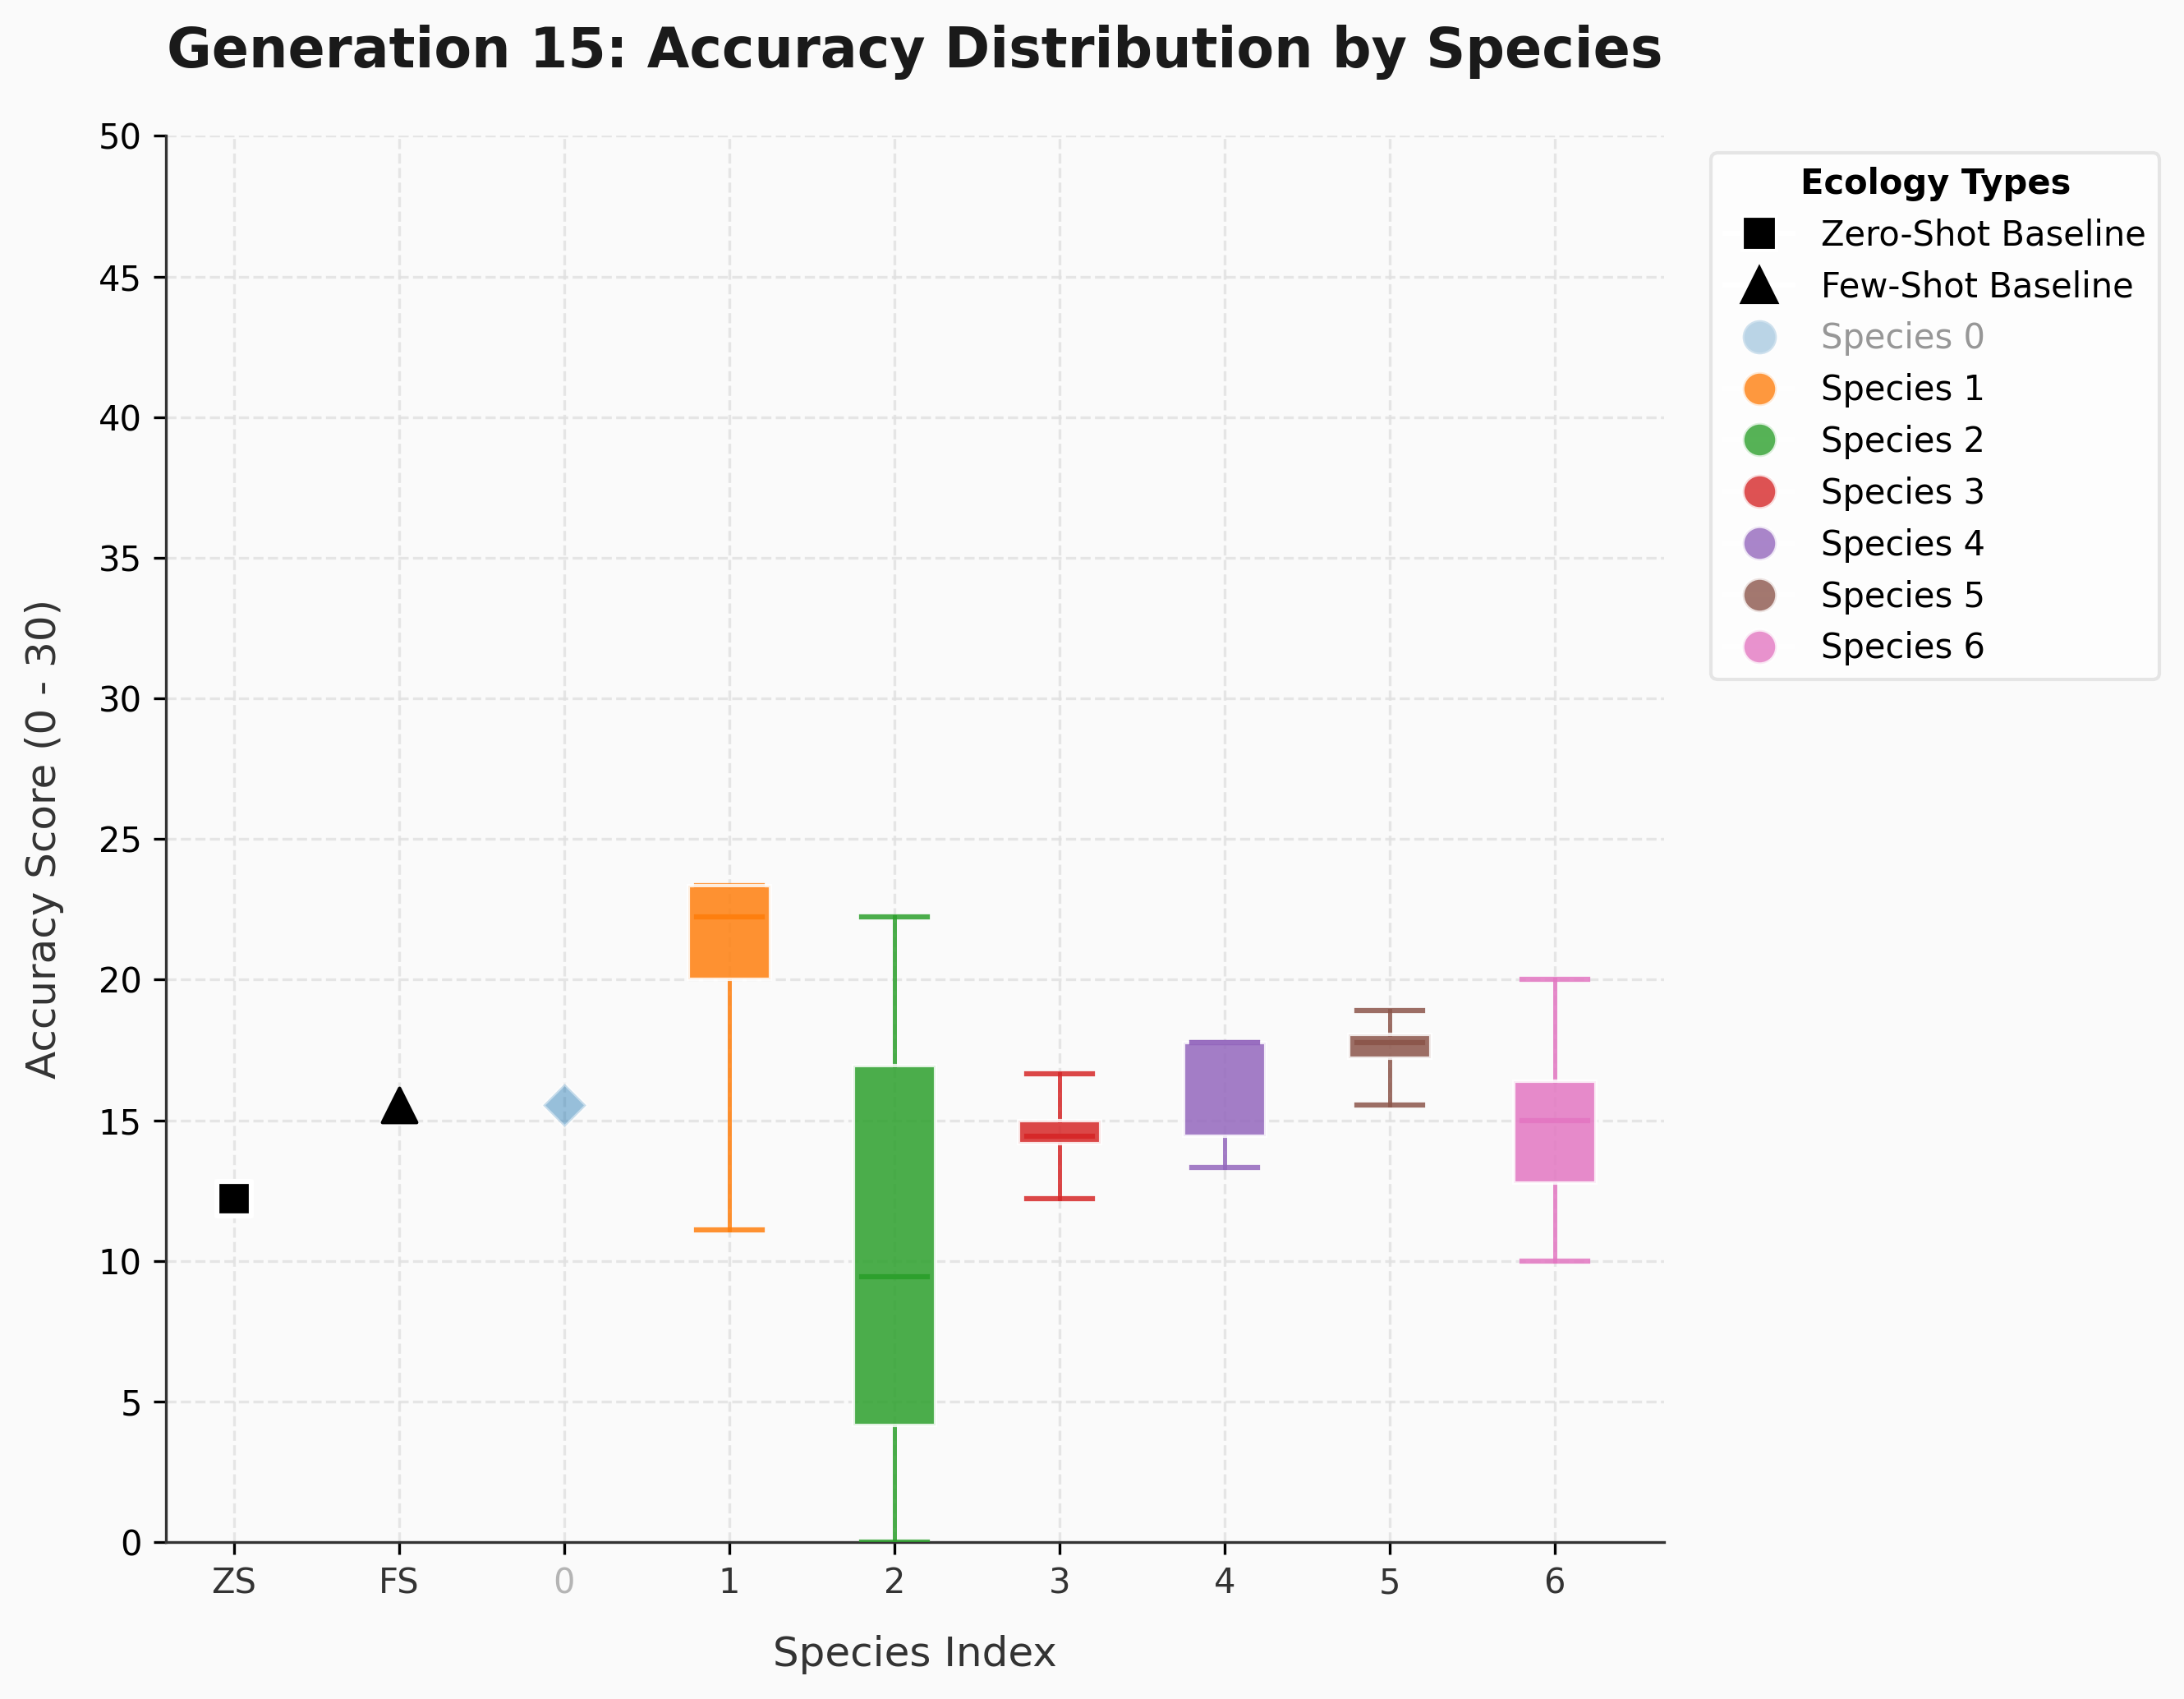 Generation 15: Accuracy Distribution by Species
50
45
40
35
30
25
20
15
10
5
0
Accuracy Score (0 - 30)
ZS
FS
0
1
2
3
4
5
6
Species Index
Ecology Types
Zero-Shot Baseline
Few-Shot Baseline
Species 0
Species 1
Species 2
Species 3
Species 4
Species 5
Species 6